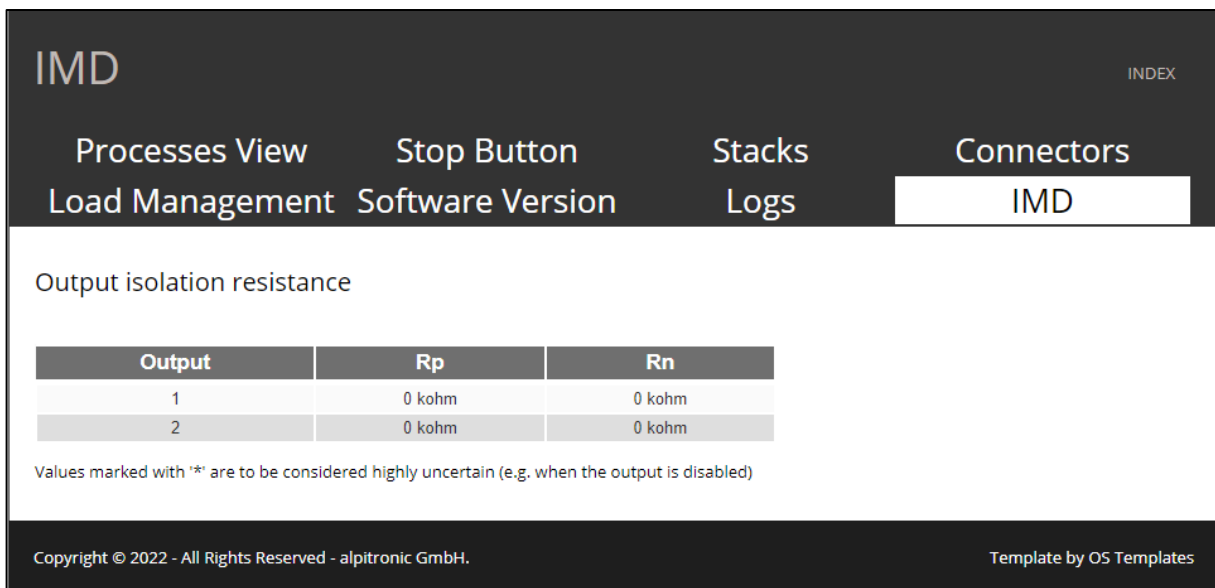 IMD
INDEX
Processes View Stop Button Stacks Connectors
Load Management Software Version Logs IMD
Output isolation resistance
Output Rp Rn
1 0 kohm 0 kohm
2 0 kohm 0 kohm
Values marked with '*' are to be considered highly uncertain (e.g. when the output is disabled)
Copyright © 2022 - All Rights Reserved - alpitronic GmbH. Template by OS Templates